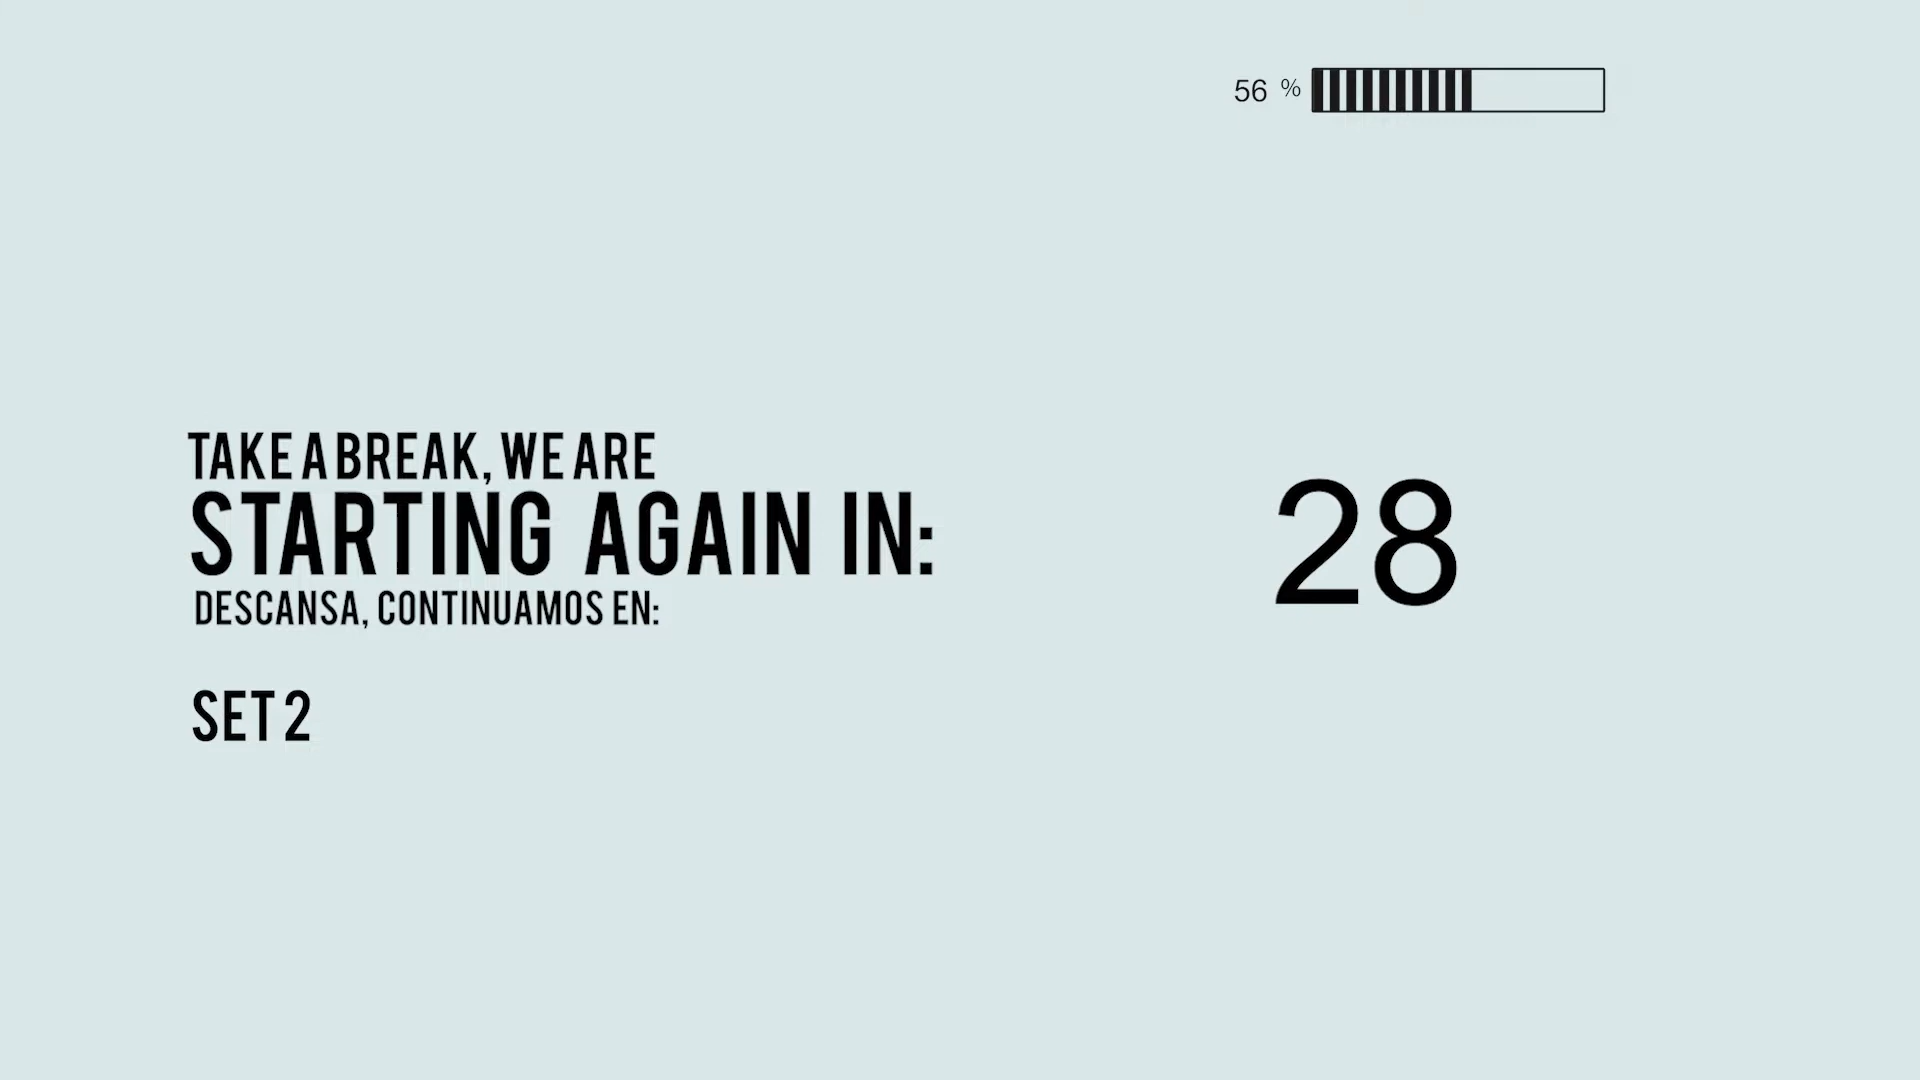 56 %
TAKE A BREAK, WE ARE
STARTING AGAIN IN:
DESCANSA, CONTINUAMOS EN:
28
SET 2